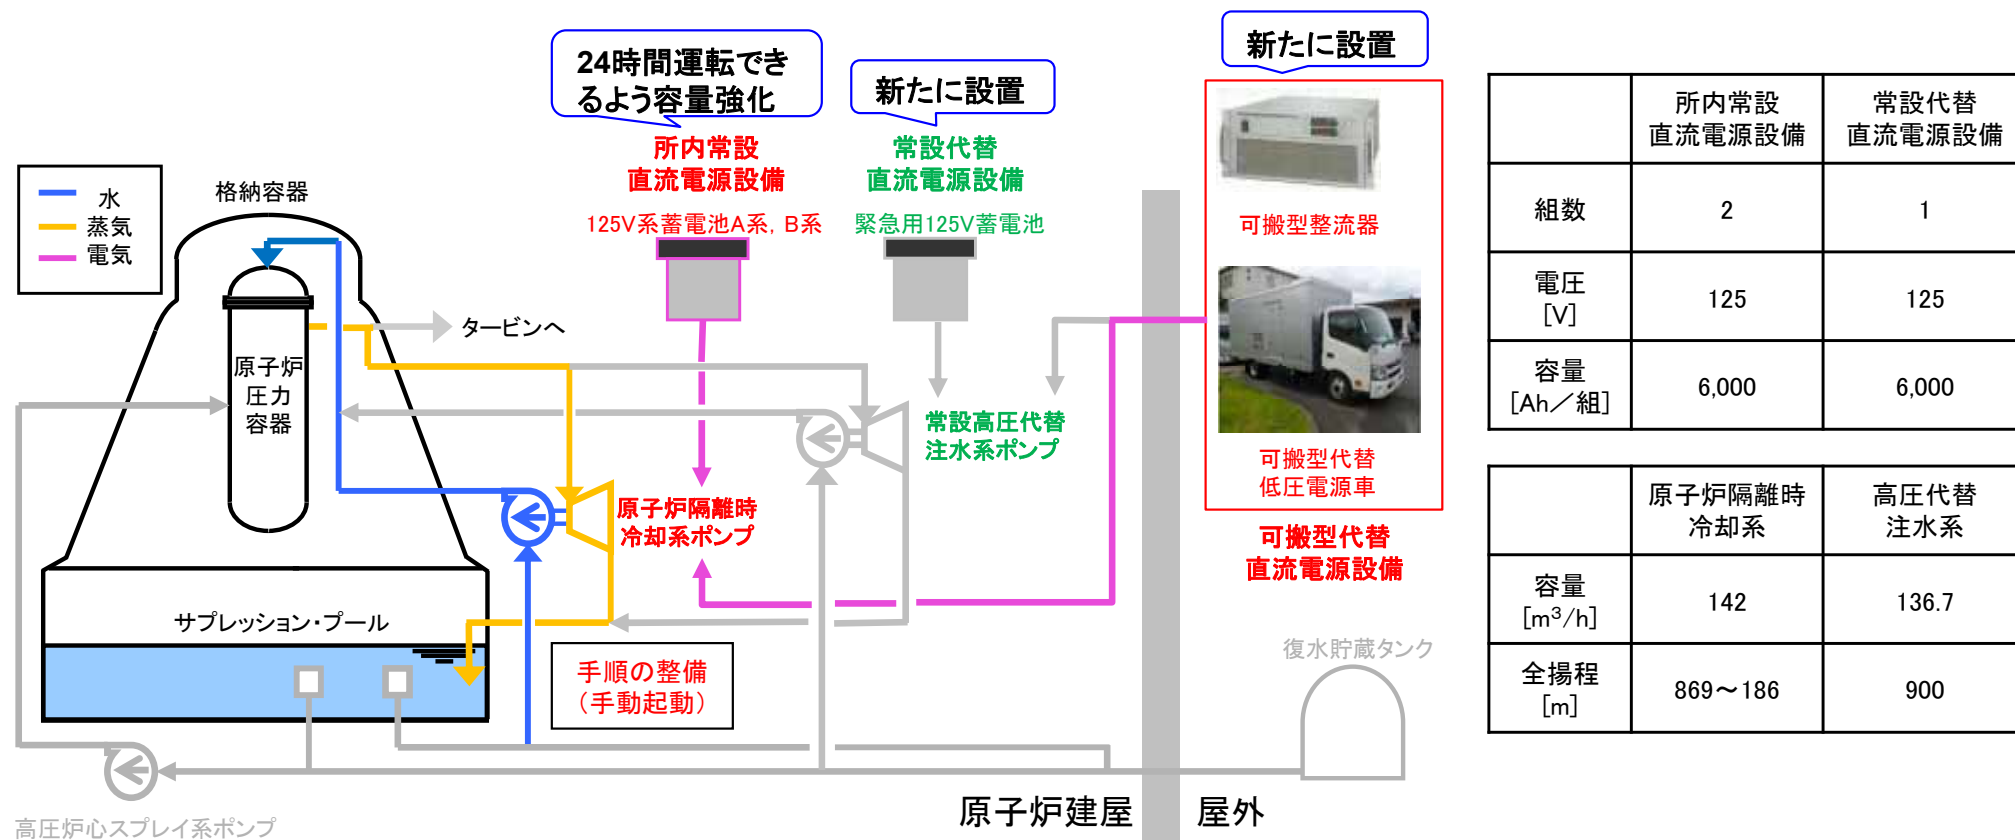 24時間運転でき
るよう容量強化
新たに設置
新たに設置
所内常設
直流電源設備
125V系蓄電池A系, B系
常設代替
直流電源設備
緊急用125V蓄電池
可搬型整流器
可搬型代替
低圧電源車
可搬型代替
直流電源設備
水
蒸気
電気
格納容器
タービンへ
原子炉
圧力
容器
常設高圧代替
注水系ポンプ
原子炉隔離時
冷却系ポンプ
サプレッション・プール
手順の整備
（手動起動）
復水貯蔵タンク
高圧炉心スプレイ系ポンプ
原子炉建屋
屋外
所内常設
直流電源設備
常設代替
直流電源設備
組数 2 1
電圧
[V]
125 125
容量
[Ah／組]
6,000 6,000
原子炉隔離時
冷却系
高圧代替
注水系
容量
[m³/h]
142 136.7
全揚程
[m]
869～186 900